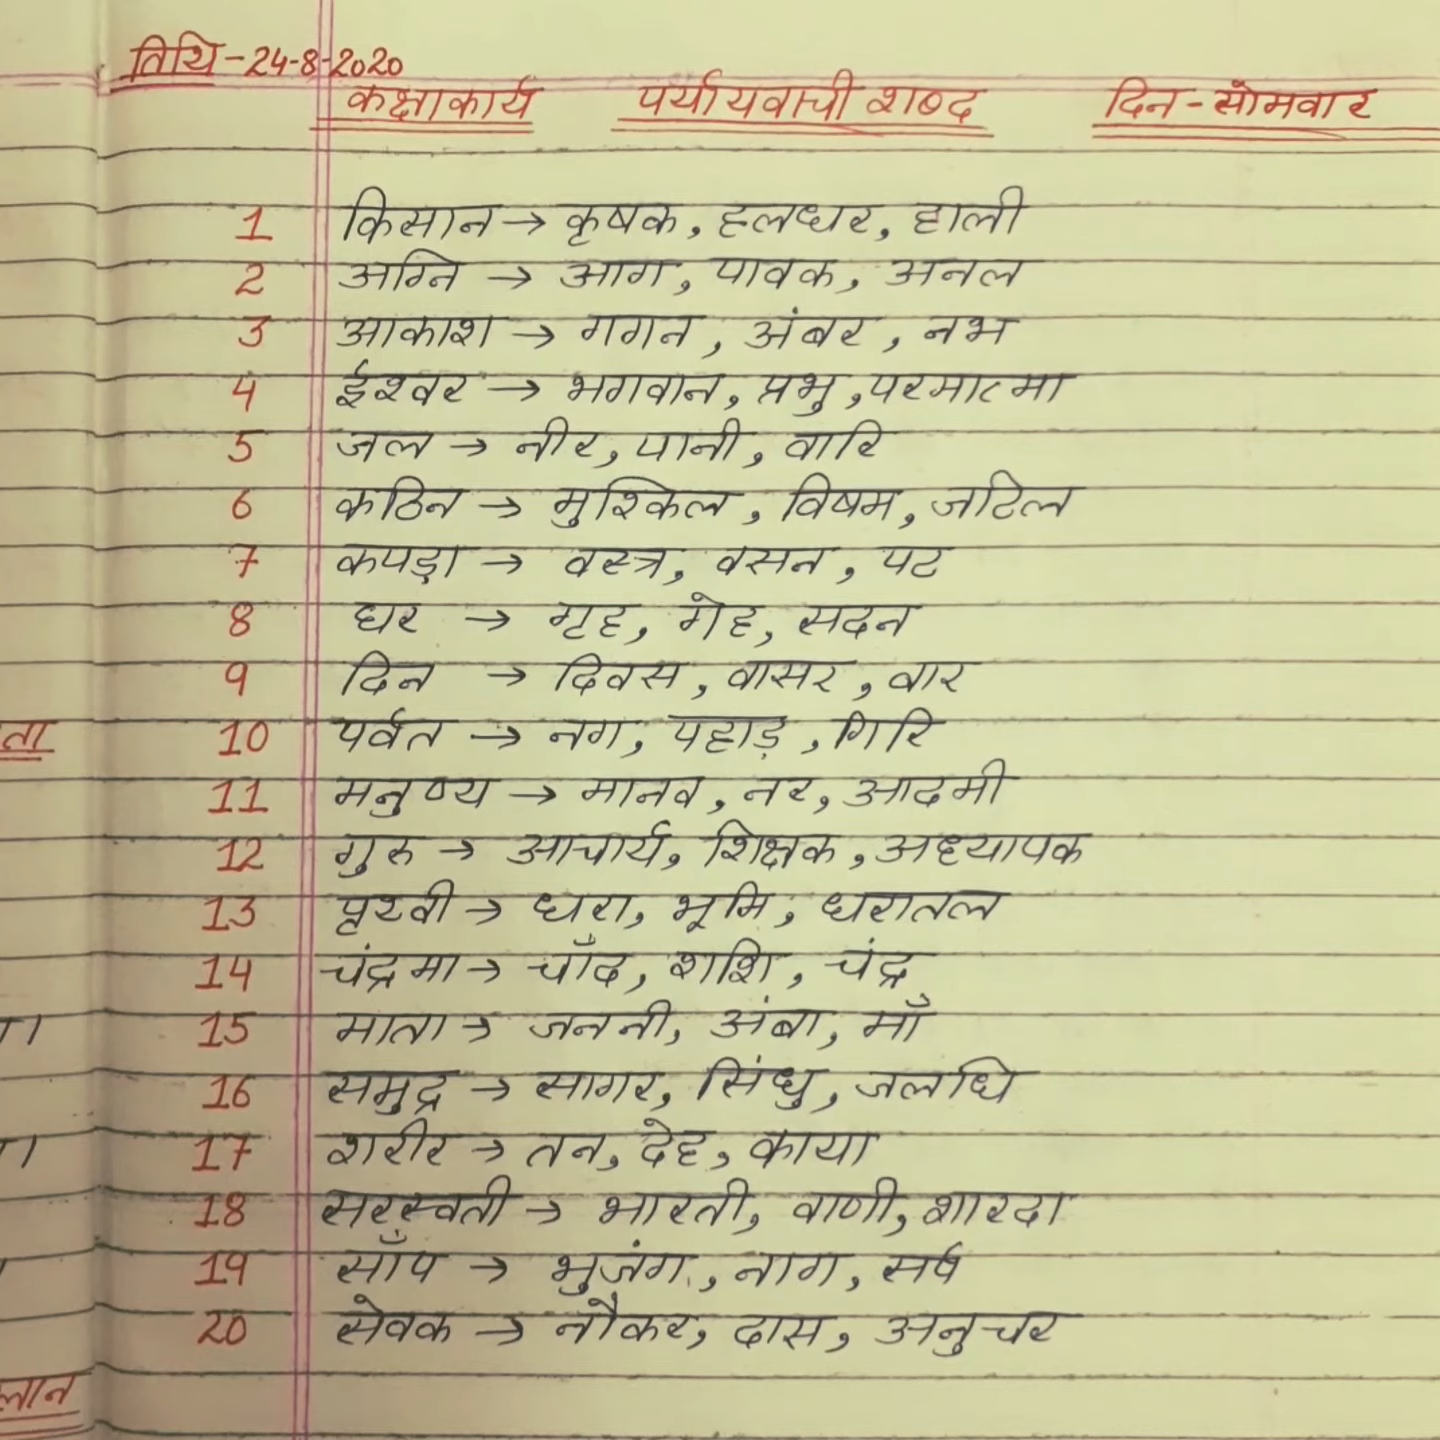 तिथि-24-8-2020
कक्षाकार्य पर्यायवाची शब्द दिन-सोमवार
1 किसान → कृषक, हलधर, हाली
2 अग्नि → आग, पावक, अनल
3 आकाश → गगन, अंबर, नभ
4 ईश्वर → भगवान, प्रभु, परमात्मा
5 जल → नीर, पानी, वारि
6 कठिन → मुश्किल, विषम, जटिल
7 कपड़ा → वस्त्र, वसन, पट
8 घर → गृह, गेह, सदन
9 दिन → दिवस, वासर, वार
10 पर्वत → नग, पहाड़, गिरि
11 मनुष्य → मानव, नर, आदमी
12 गुरु → आचार्य, शिक्षक, अध्यापक
13 पृथ्वी → धरा, भूमि, धरातल
14 चंद्रमा → चाँद, शशि, चंद्र
15 माता → जननी, अंबा, माँ
16 समुद्र → सागर, सिंधु, जलधि
17 शरीर → तन, देह, काया
18 सरस्वती → भारती, वाणी, शारदा
19 साँप → भुजंग, नाग, सर्प
20 सेवक → नौकर, दास, अनुचर